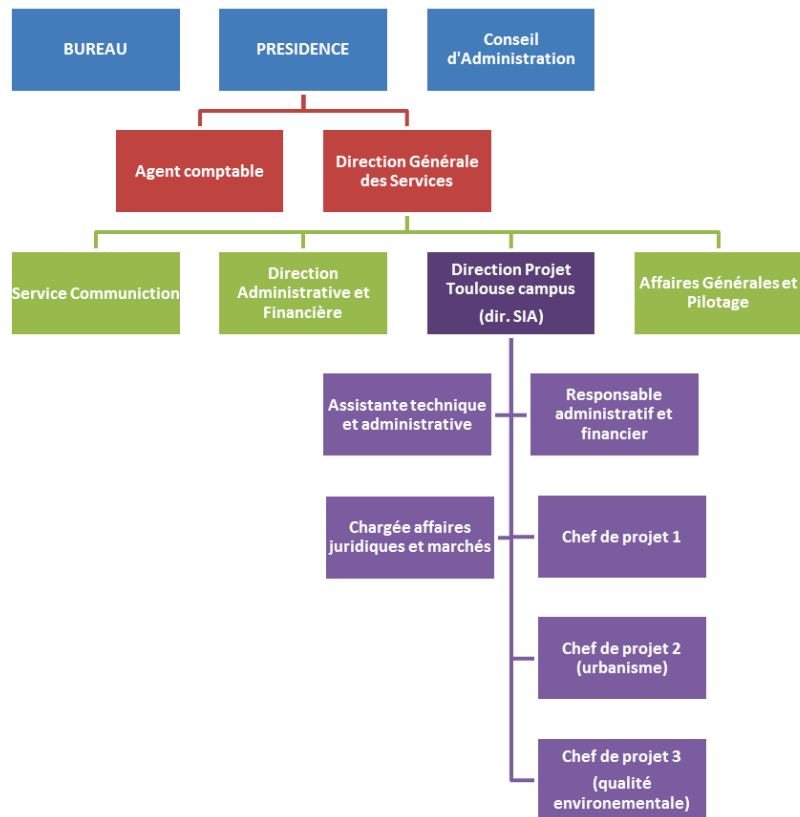 BUREAU
PRESIDENCE
Conseil
d'Administration
Agent comptable
Direction Générale
des Services
Service Communiction
Direction
Administrative et
Financière
Direction Projet
Toulouse campus
(dir. SIA)
Affaires Générales et
Pilotage
Assistante technique
et administrative
Responsable
administratif et
financier
Chargée affaires
juridiques et marchés
Chef de projet 1
Chef de projet 2
(urbanisme)
Chef de projet 3
(qualité
environementale)